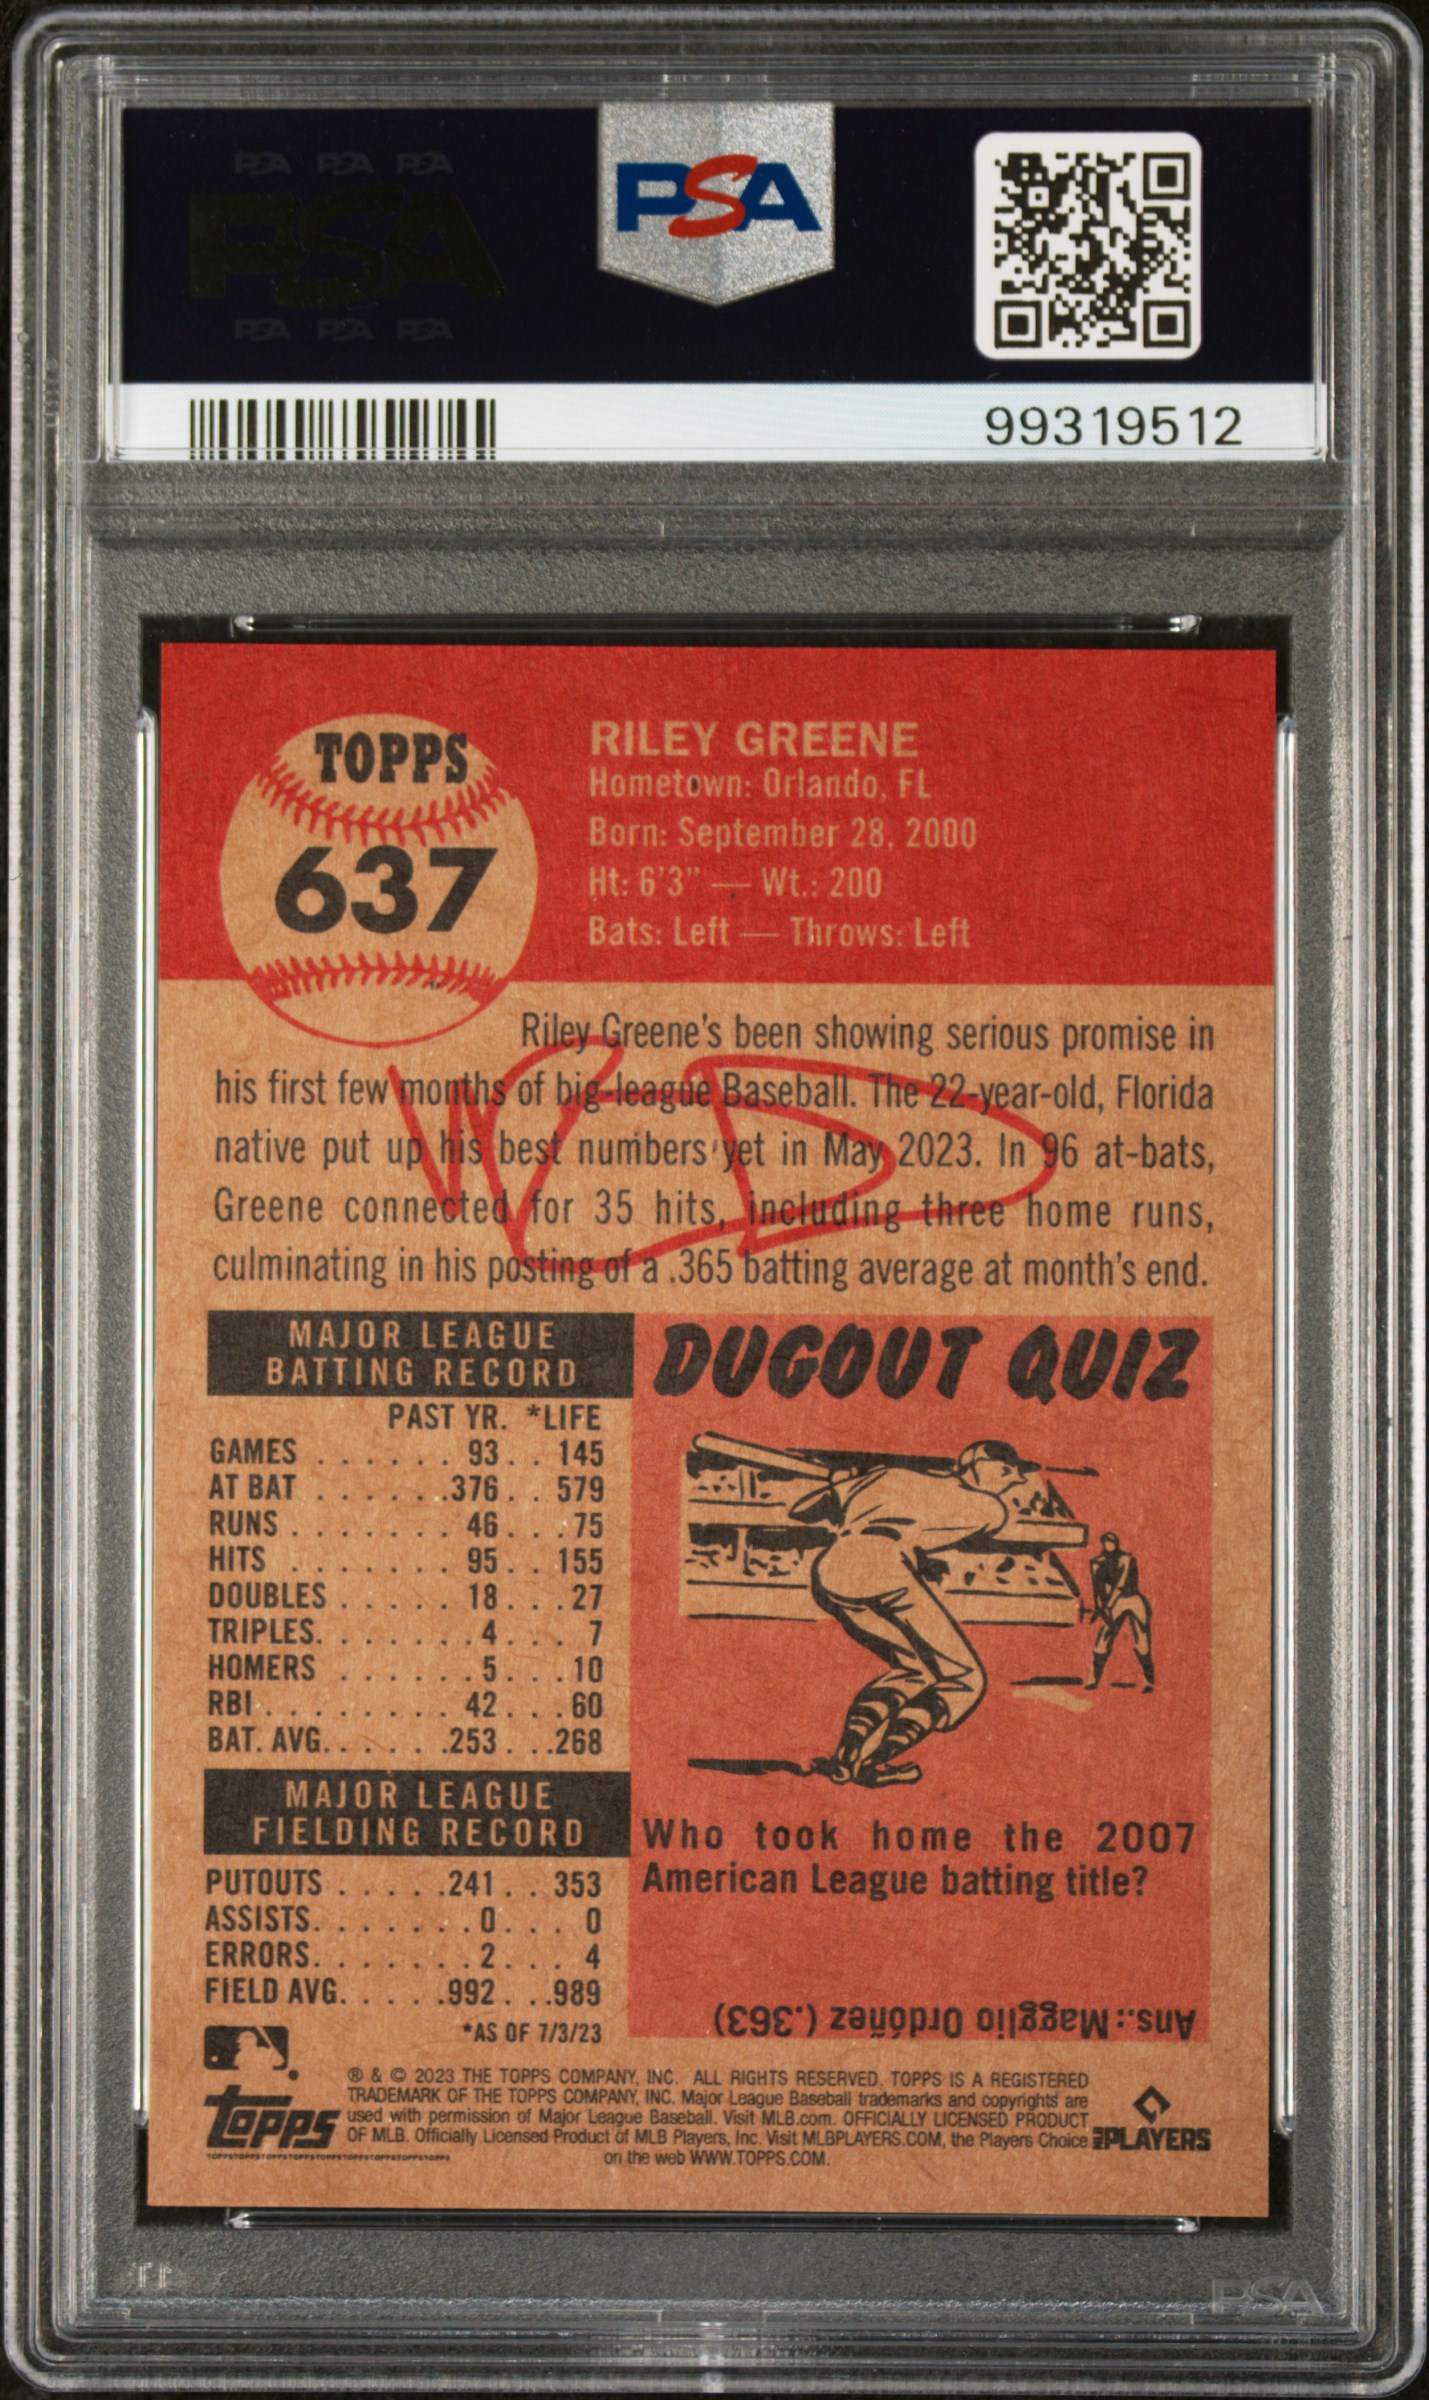 PSA PSA PSA
PSA
PSA PSA PSA
PSA
99319512
TOPPS
637
RILEY GREENE
Hometown: Orlando, FL
Born: September 28, 2000
Ht: 6'3" — Wt.: 200
Bats: Left — Throws: Left
Riley Greene's been showing serious promise in
his first few months of big-league Baseball. The 22-year-old, Florida
native put up his best numbers yet in May 2023. In 96 at-bats,
Greene connected for 35 hits, including three home runs,
culminating in his posting of a .365 batting average at month's end.
MAJOR LEAGUE
BATTING RECORD
PAST YR. *LIFE
GAMES . . . . . . 93 . . 145
AT BAT . . . . . .376 . . 579
RUNS . . . . . . . 46 . . . 75
HITS . . . . . . . 95 . . 155
DOUBLES . . . . . 18 . . . 27
TRIPLES. . . . . . . 4 . . . 7
HOMERS . . . . . . 5 . . . 10
RBI . . . . . . . . 42 . . . 60
BAT. AVG. . . . . .253 . . .268
MAJOR LEAGUE
FIELDING RECORD
PUTOUTS . . . . .241 . . 353
ASSISTS. . . . . . . 0 . . . 0
ERRORS. . . . . . . 2 . . . 4
FIELD AVG. . . . .992 . . .989
*AS OF 7/3/23
DUGOUT QUIZ
Who took home the 2007
American League batting title?
Ans.: Magglio Ordóñez (.363)
® & © 2023 THE TOPPS COMPANY, INC. ALL RIGHTS RESERVED. TOPPS IS A REGISTERED
TRADEMARK OF THE TOPPS COMPANY, INC. Major League Baseball trademarks and copyrights are
used with permission of Major League Baseball. Visit MLB.com. OFFICIALLY LICENSED PRODUCT
OF MLB. Officially Licensed Product of MLB Players, Inc. Visit MLBPLAYERS.COM, the Players Choice
on the web WWW.TOPPS.COM.
Topps
TOPPSTOPPSTOPPSTOPPSTOPPSTOPPSTOPPSTOPPSTOPPS
MLB PLAYERS
PSA